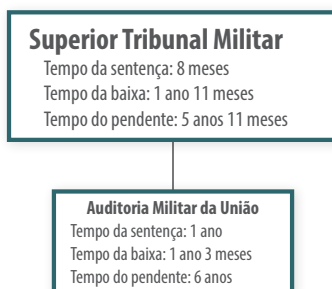 Superior Tribunal Militar
Tempo da sentença: 8 meses
Tempo da baixa: 1 ano 11 meses
Tempo do pendente: 5 anos 11 meses
Auditoria Militar da União
Tempo da sentença: 1 ano
Tempo da baixa: 1 ano 3 meses
Tempo do pendente: 6 anos